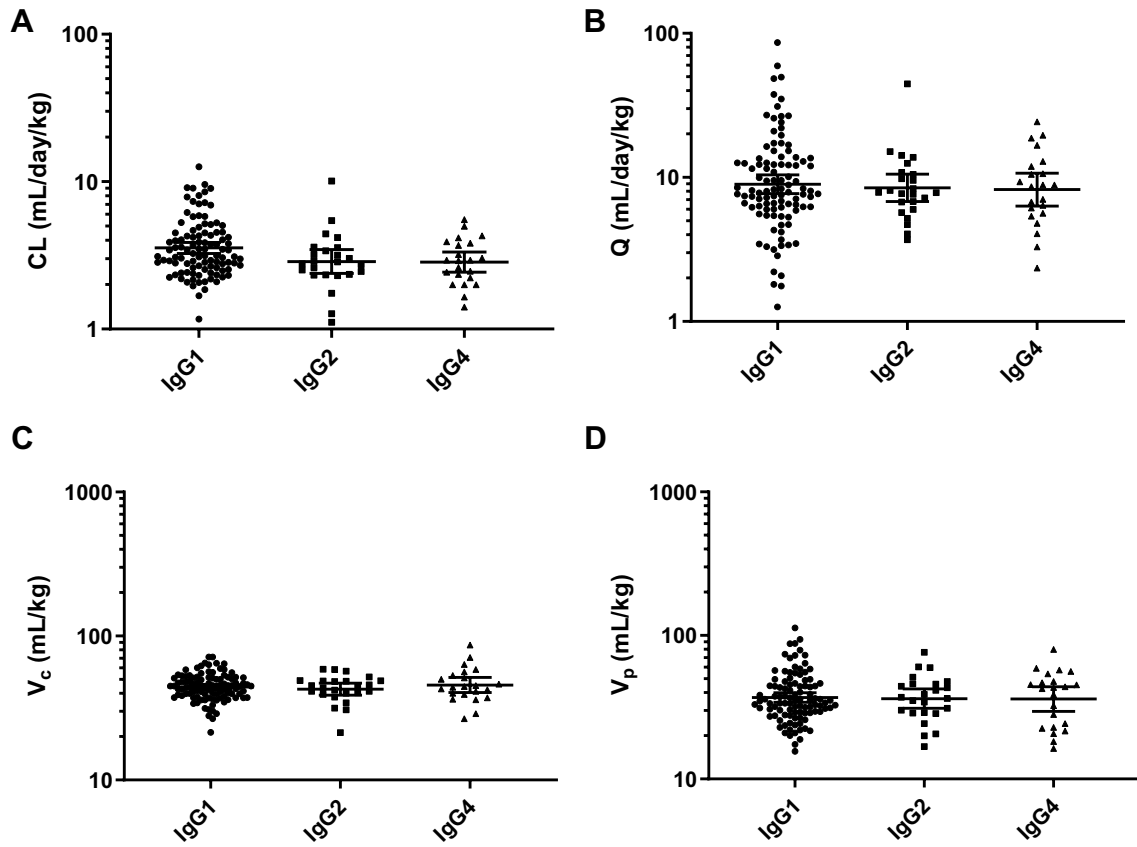 A
CL (mL/day/kg)
100
10
1
IgG1
IgG2
IgG4
B
Q (mL/day/kg)
100
10
1
IgG1
IgG2
IgG4
C
Vc (mL/kg)
1000
100
10
IgG1
IgG2
IgG4
D
Vp (mL/kg)
1000
100
10
IgG1
IgG2
IgG4